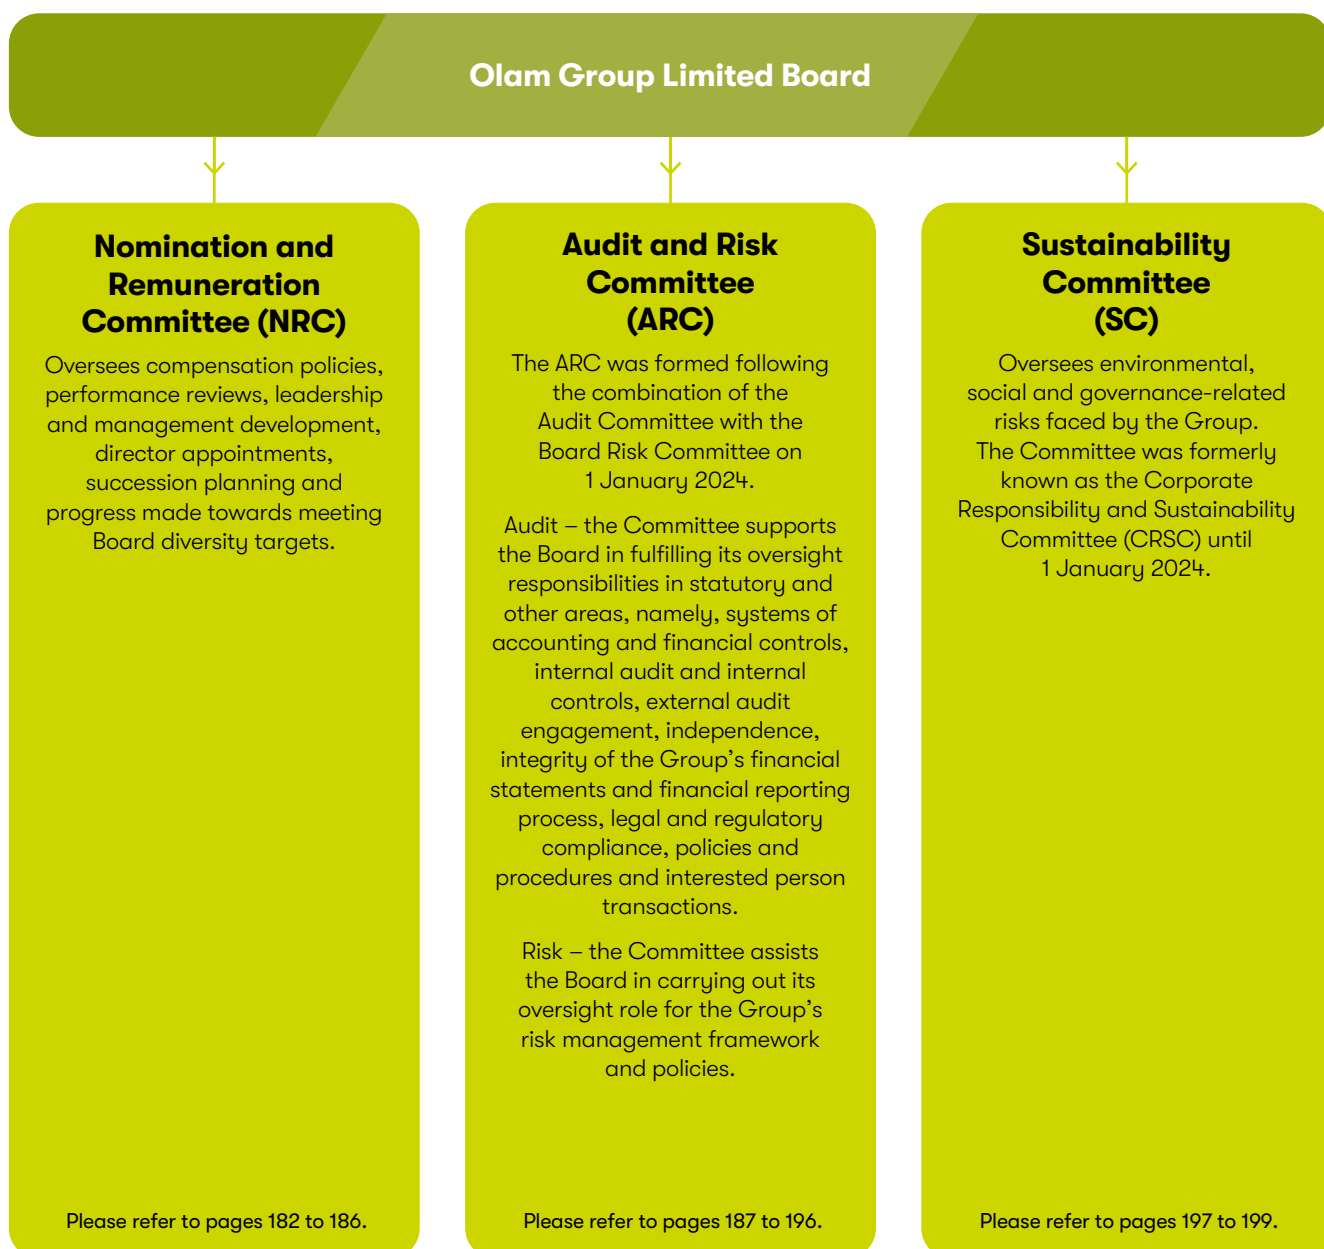 Olam Group Limited Board
Nomination and
Remuneration
Committee (NRC)
Oversees compensation policies,
performance reviews, leadership
and management development,
director appointments,
succession planning and
progress made towards meeting
Board diversity targets.
Please refer to pages 182 to 186.
Audit and Risk
Committee
(ARC)
The ARC was formed following
the combination of the
Audit Committee with the
Board Risk Committee on
1 January 2024.
Audit – the Committee supports
the Board in fulfilling its oversight
responsibilities in statutory and
other areas, namely, systems of
accounting and financial controls,
internal audit and internal
controls, external audit
engagement, independence,
integrity of the Group’s financial
statements and financial reporting
process, legal and regulatory
compliance, policies and
procedures and interested person
transactions.
Risk – the Committee assists
the Board in carrying out its
oversight role for the Group’s
risk management framework
and policies.
Please refer to pages 187 to 196.
Sustainability
Committee
(SC)
Oversees environmental,
social and governance-related
risks faced by the Group.
The Committee was formerly
known as the Corporate
Responsibility and Sustainability
Committee (CRSC) until
1 January 2024.
Please refer to pages 197 to 199.